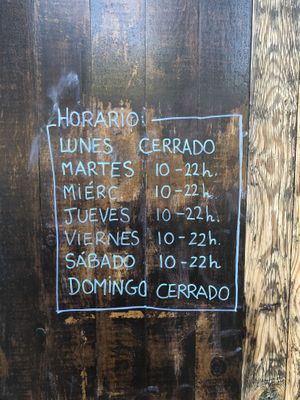 HORARIO:
LUNES CERRADO
MARTES 10-22h.
MIÉRC 10-22h.
JUEVES 10-22h.
VIERNES 10-22h.
SÁBADO 10-22h
DOMINGO CERRADO